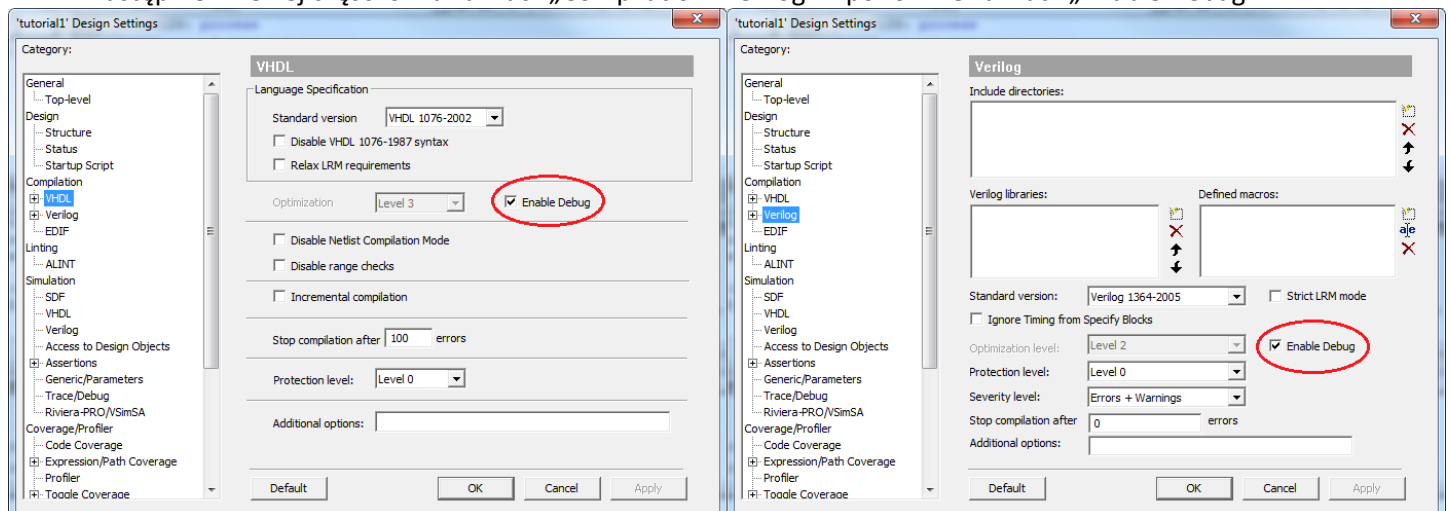 'tutorial1' Design Settings
Category:
General
Top-level
Design
Structure
Status
Startup Script
Compilation
VHDL
Verilog
EDIF
Linting
ALINT
Simulation
SDF
VHDL
Verilog
Access to Design Objects
Assertions
Generic/Parameters
Trace/Debug
Riviera-PRO/VSimSA
Coverage/Profiler
Code Coverage
Expression/Path Coverage
Profiler
Toggle Coverage
VHDL
Language Specification
Standard version VHDL 1076-2002
Disable VHDL 1076-1987 syntax
Relax LRM requirements
Optimization Level 3 Enable Debug
Disable Netlist Compilation Mode
Disable range checks
Incremental compilation
Stop compilation after 100 errors
Protection level: Level 0
Additional options:
Default OK Cancel Apply
'tutorial1' Design Settings
Category:
General
Top-level
Design
Structure
Status
Startup Script
Compilation
VHDL
Verilog
EDIF
Linting
ALINT
Simulation
SDF
VHDL
Verilog
Access to Design Objects
Assertions
Generic/Parameters
Trace/Debug
Riviera-PRO/VSimSA
Coverage/Profiler
Code Coverage
Expression/Path Coverage
Profiler
Toggle Coverage
Verilog
Include directories:
Verilog libraries: Defined macros:
Standard version: Verilog 1364-2005 Strict LRM mode
Ignore Timing from Specify Blocks
Optimization level: Level 2 Enable Debug
Protection level: Level 0
Severity level: Errors + Warnings
Stop compilation after 0 errors
Additional options:
Default OK Cancel Apply